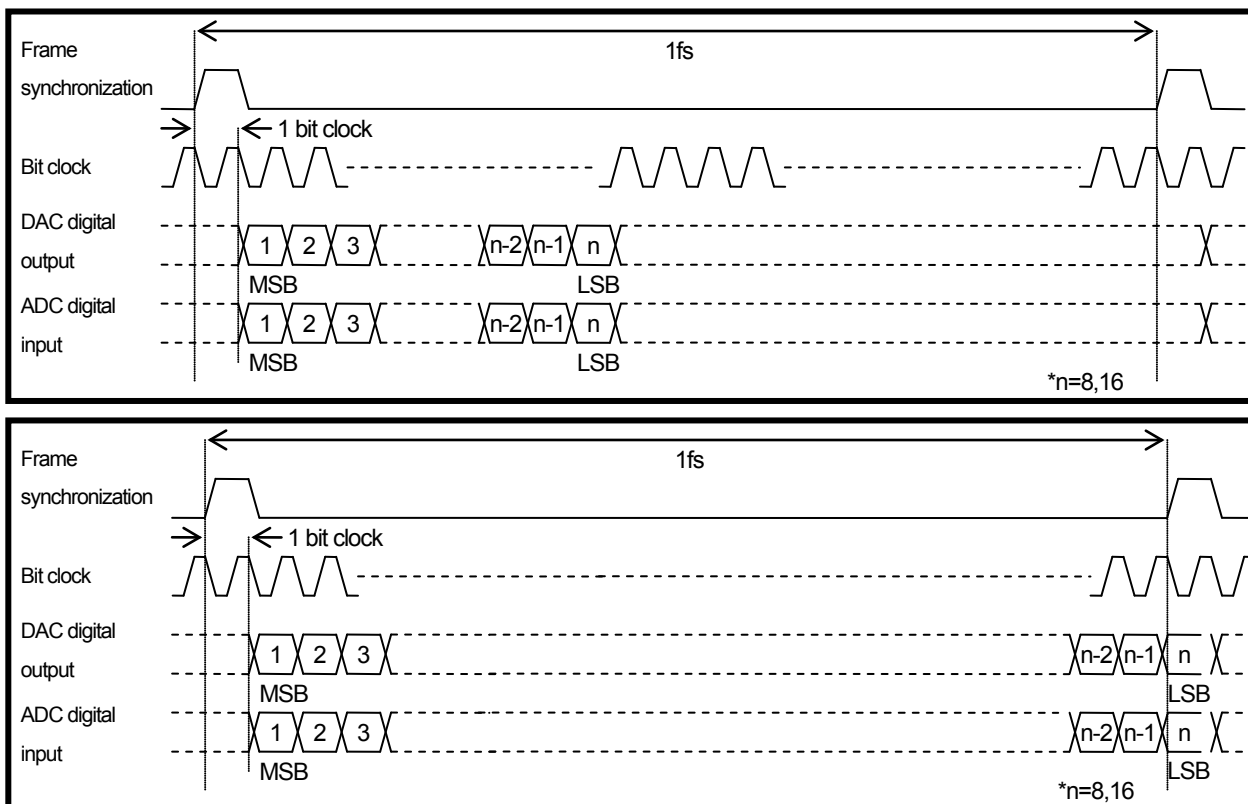 1fs
Frame
synchronization
1 bit clock
Bit clock
DAC digital
output
1 2 3 n-2 n-1 n
MSB LSB
ADC digital
input
1 2 3 n-2 n-1 n
MSB LSB
*n=8,16
1fs
Frame
synchronization
1 bit clock
Bit clock
DAC digital
output
1 2 3 n-2 n-1 n
MSB LSB
ADC digital
input
1 2 3 n-2 n-1 n
MSB LSB
*n=8,16